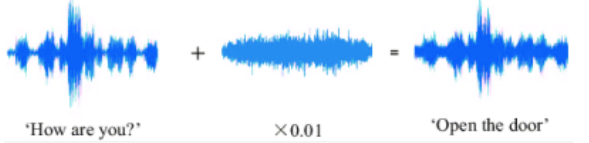 + =
‘How are you?’ ×0.01 ‘Open the door’